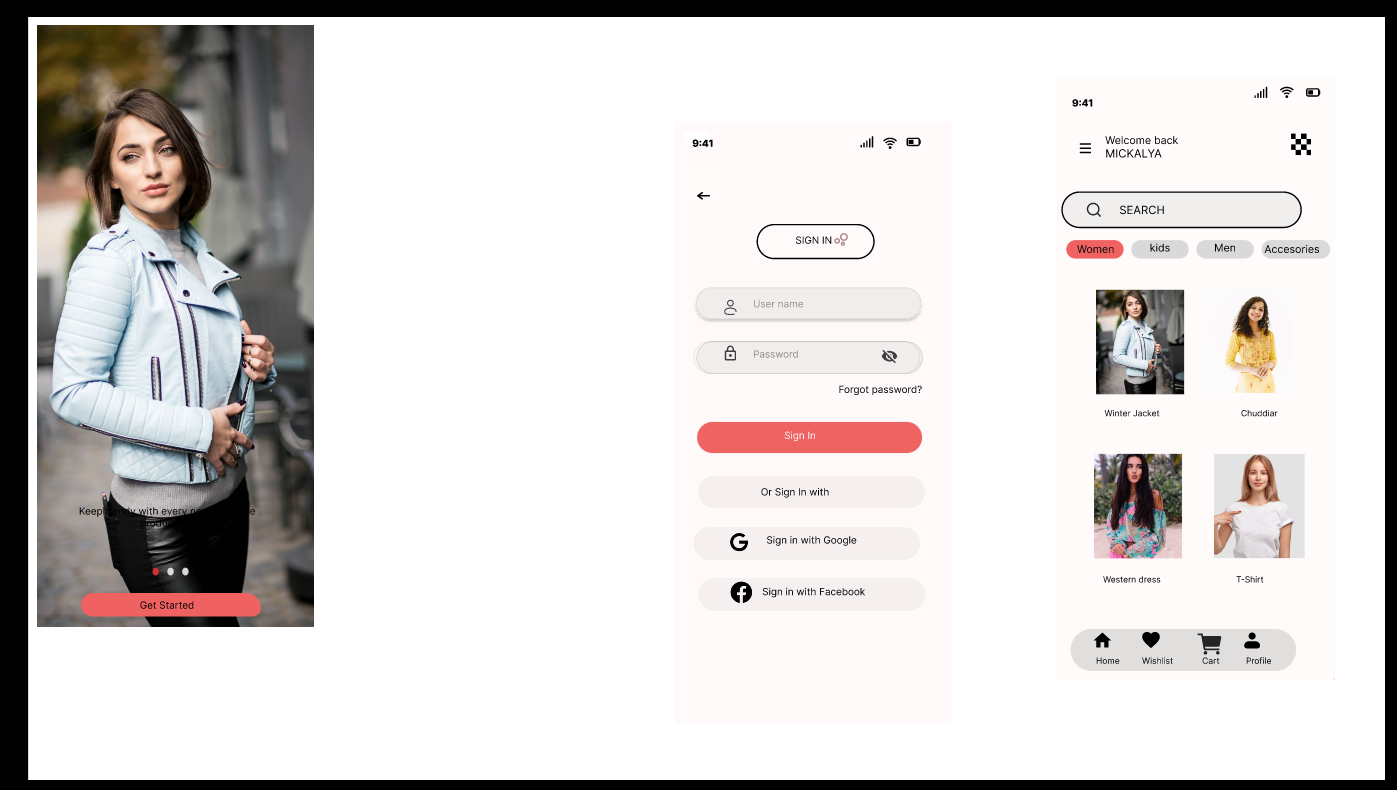 Keep
with every
e
Get Started
9:41
SIGN IN
User name
Password
Forgot password?
Sign In
Or Sign In with
Sign in with Google
Sign in with Facebook
9:41
Welcome back
MICKALYA
SEARCH
Women kids Men Accesories
Winter Jacket Chuddiar
Western dress T-Shirt
Home Wishlist Cart Profile